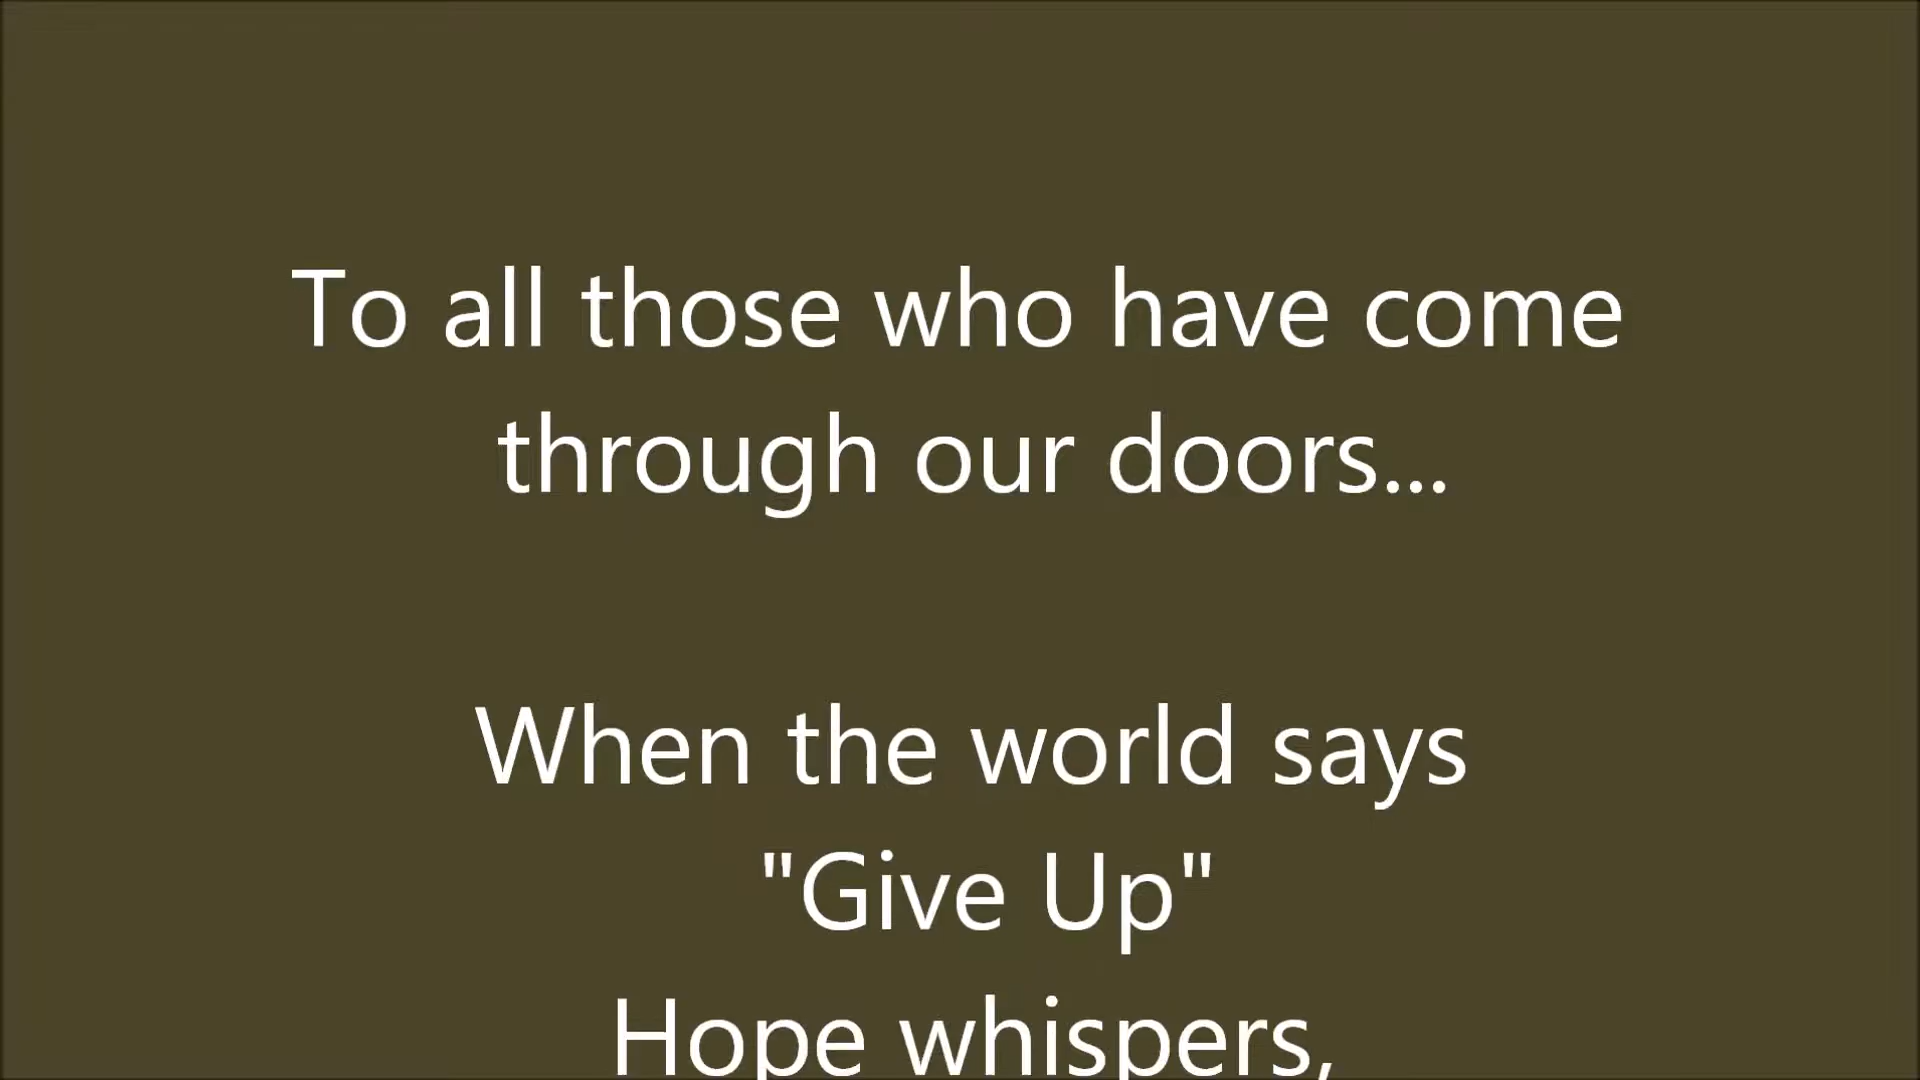 To all those who have come
through our doors...
When the world says
"Give Up"
Hope whispers,